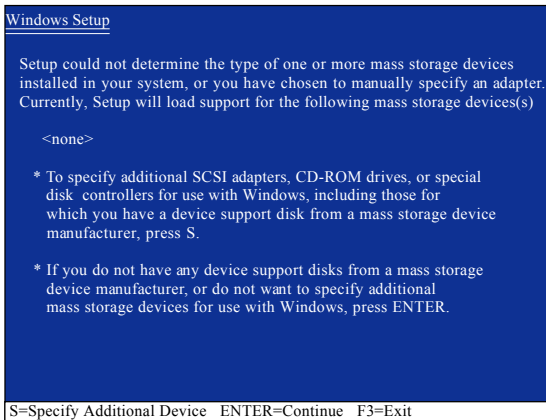 Windows Setup
Setup could not determine the type of one or more mass storage devices
installed in your system, or you have chosen to manually specify an adapter.
Currently, Setup will load support for the following mass storage devices(s)
<none>
* To specify additional SCSI adapters, CD-ROM drives, or special
disk controllers for use with Windows, including those for
which you have a device support disk from a mass storage device
manufacturer, press S.
* If you do not have any device support disks from a mass storage
device manufacturer, or do not want to specify additional
mass storage devices for use with Windows, press ENTER.
S=Specify Additional Device ENTER=Continue F3=Exit